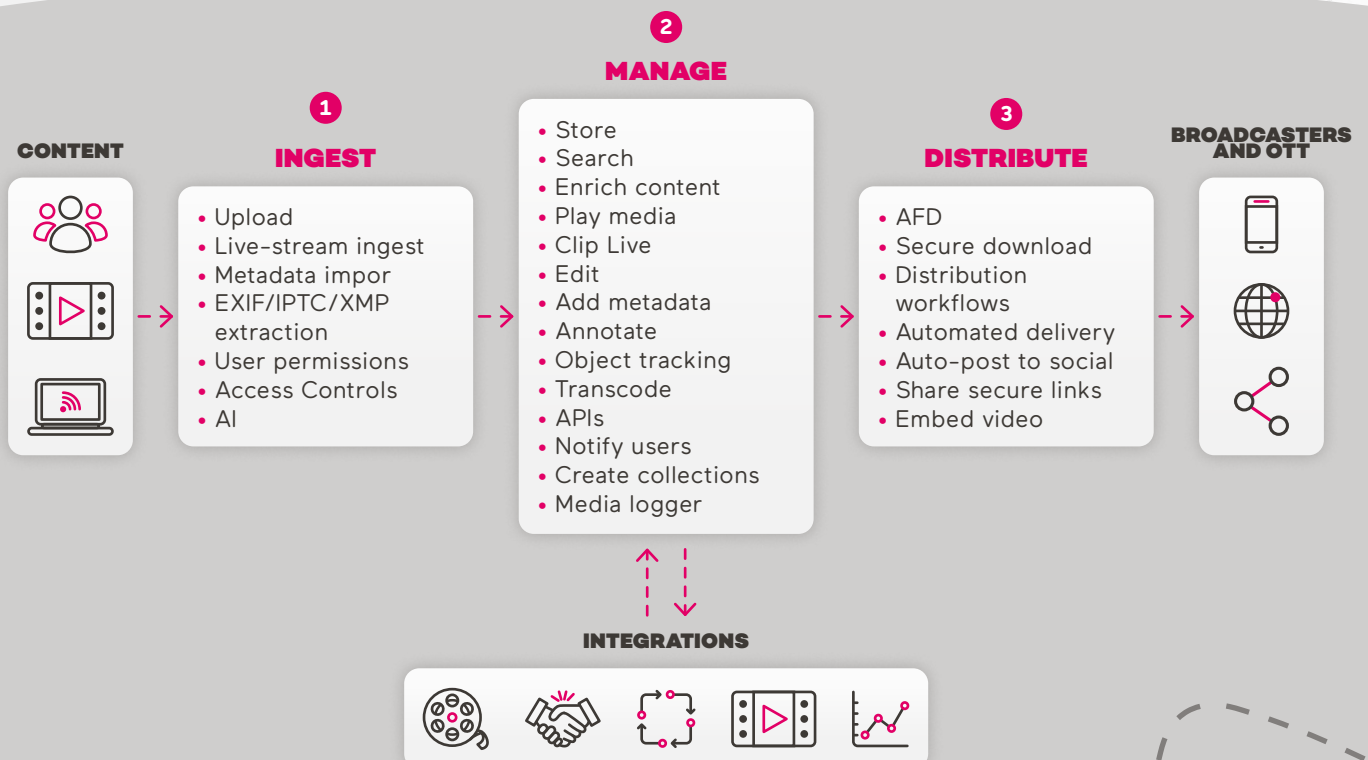 CONTENT
1
INGEST
• Upload
• Live-stream ingest
• Metadata impor
• EXIF/IPTC/XMP
extraction
• User permissions
• Access Controls
• AI
2
MANAGE
• Store
• Search
• Enrich content
• Play media
• Clip Live
• Edit
• Add metadata
• Annotate
• Object tracking
• Transcode
• APIs
• Notify users
• Create collections
• Media logger
3
DISTRIBUTE
• AFD
• Secure download
• Distribution
workflows
• Automated delivery
• Auto-post to social
• Share secure links
• Embed video
BROADCASTERS
AND OTT
INTEGRATIONS